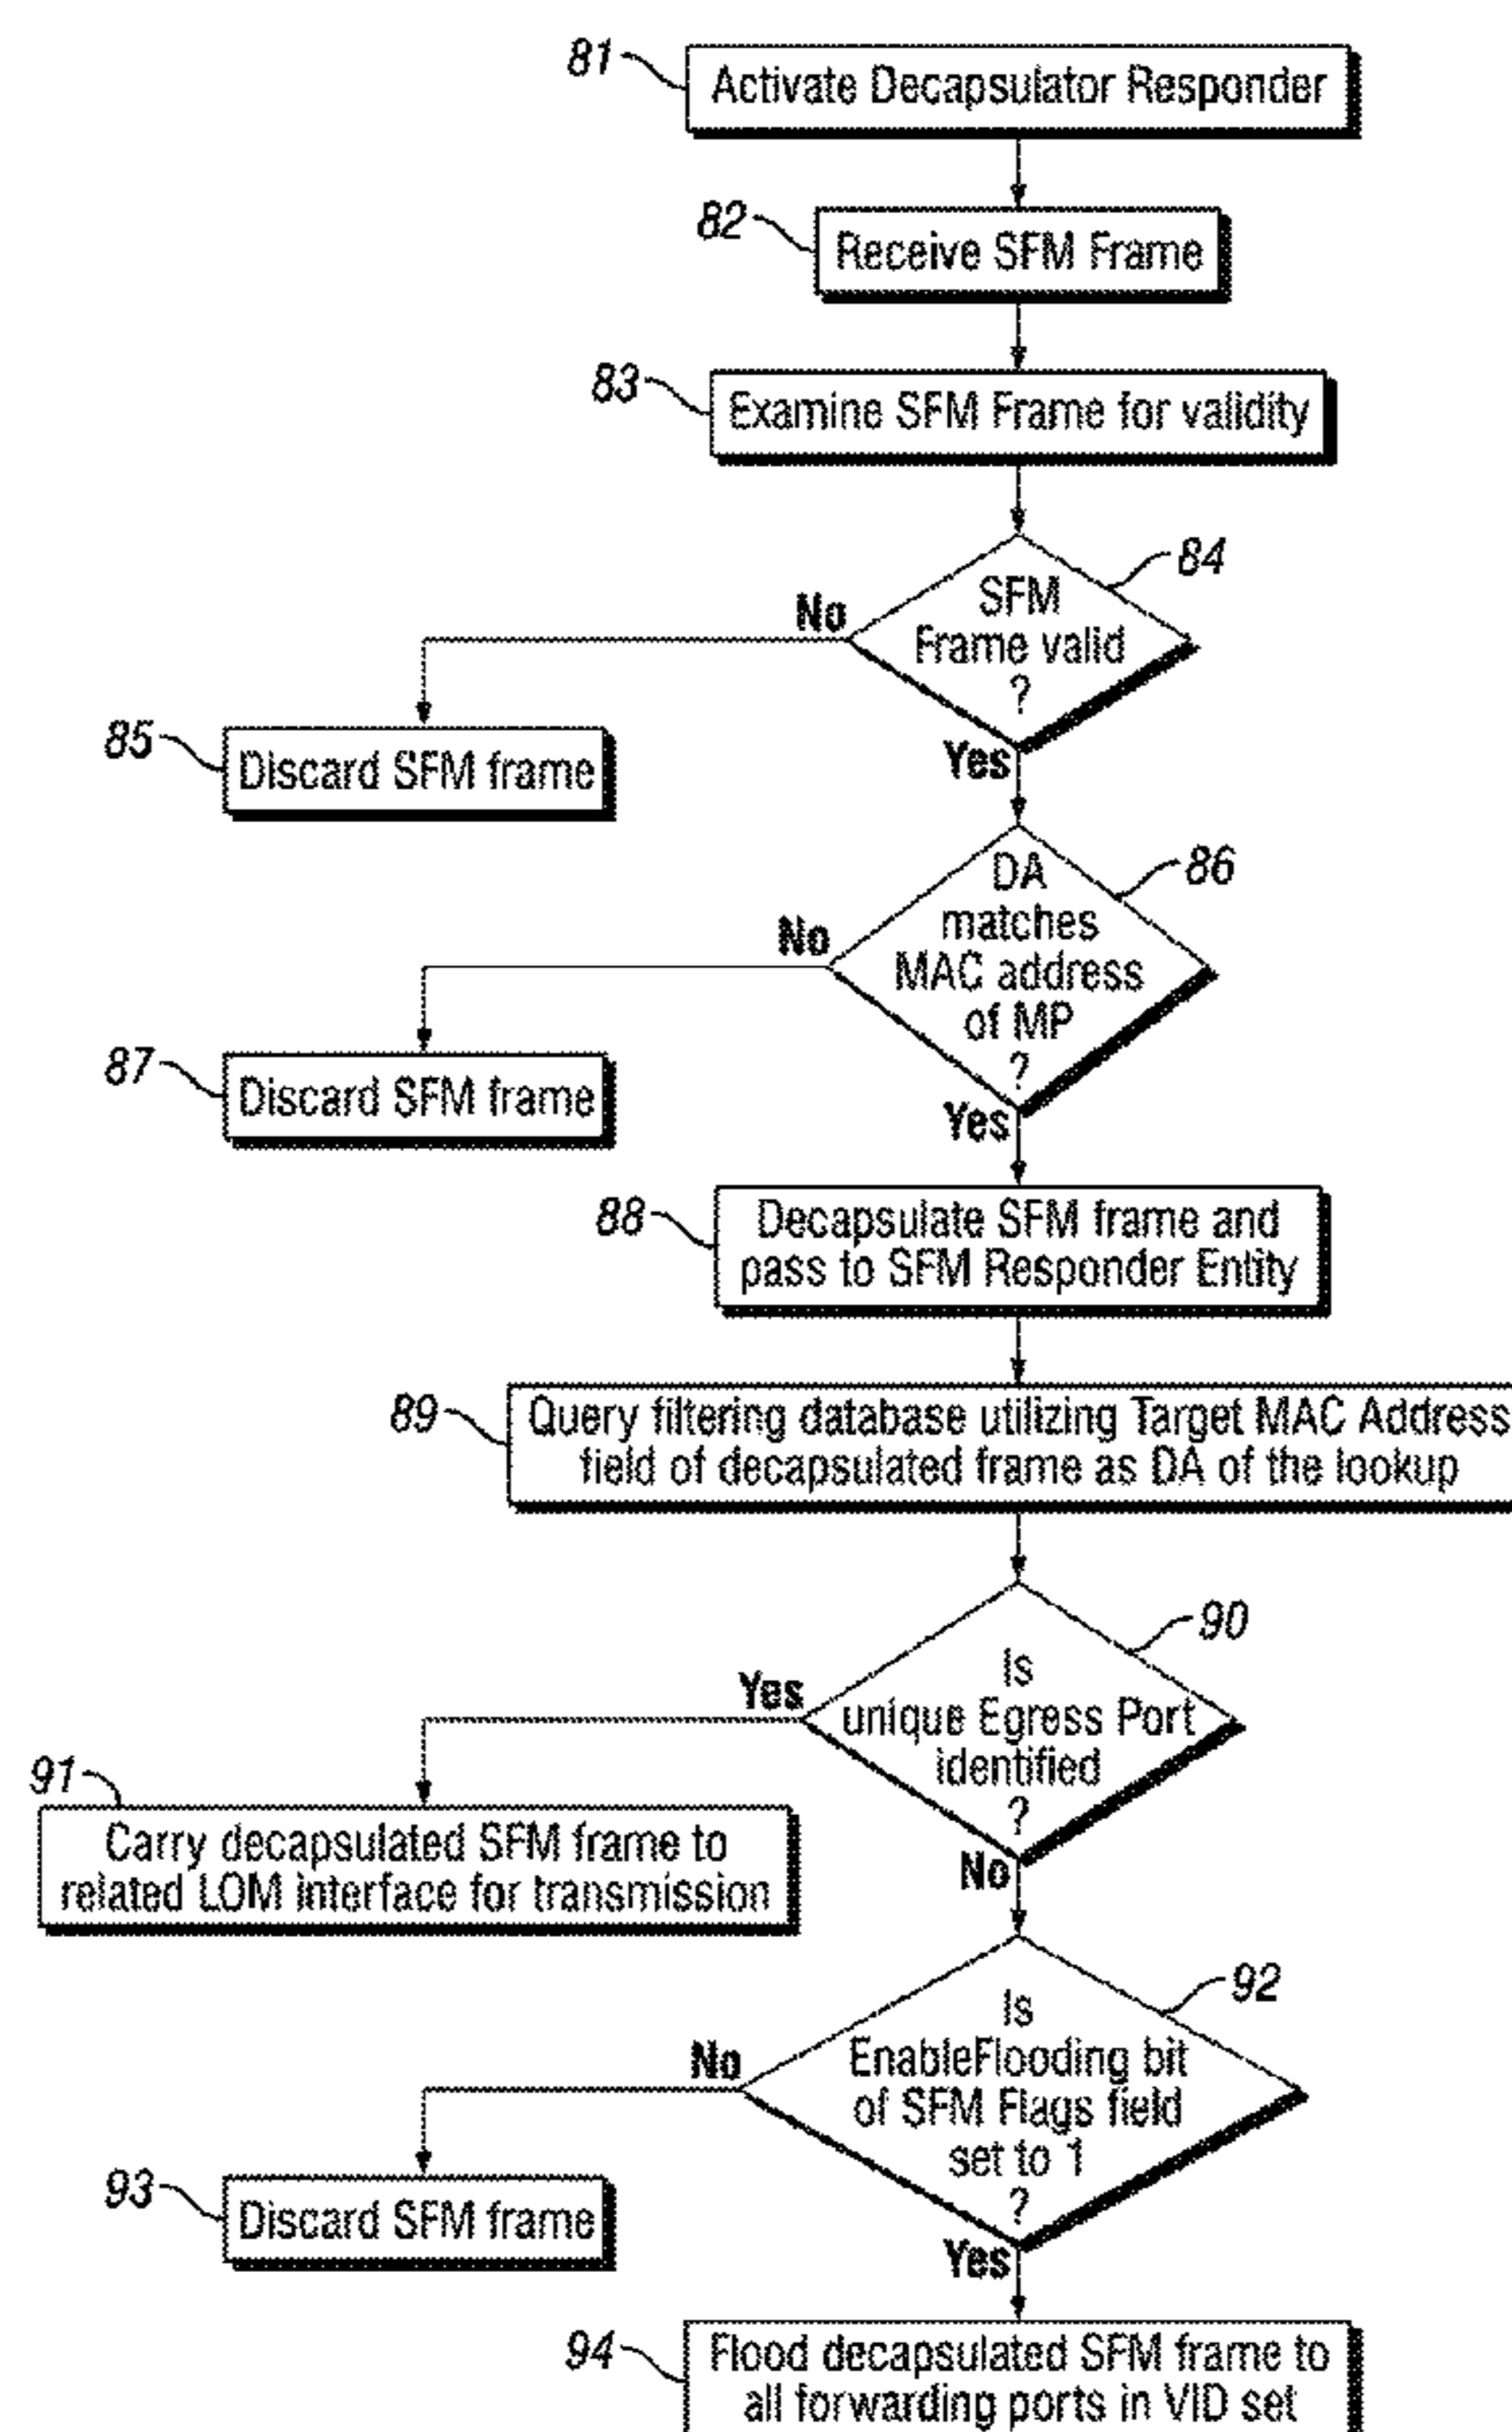 81
Activate Decapsulator Responder
82
Receive SFM Frame
83
Examine SFM Frame for validity
84
SFM
Frame valid
?
No
Yes
85
Discard SFM frame
86
DA
matches
MAC address
of MP
?
No
Yes
87
Discard SFM frame
88
Decapsulate SFM frame and
pass to SFM Responder Entity
89
Query filtering database utilizing Target MAC Address
field of decapsulated frame as DA of the lookup
90
Is
unique Egress Port
identified
?
Yes
No
91
Carry decapsulated SFM frame to
related LOM interface for transmission
92
Is
EnableFlooding bit
of SFM Flags field
set to 1
?
No
Yes
93
Discard SFM frame
94
Flood decapsulated SFM frame to
all forwarding ports in VID set